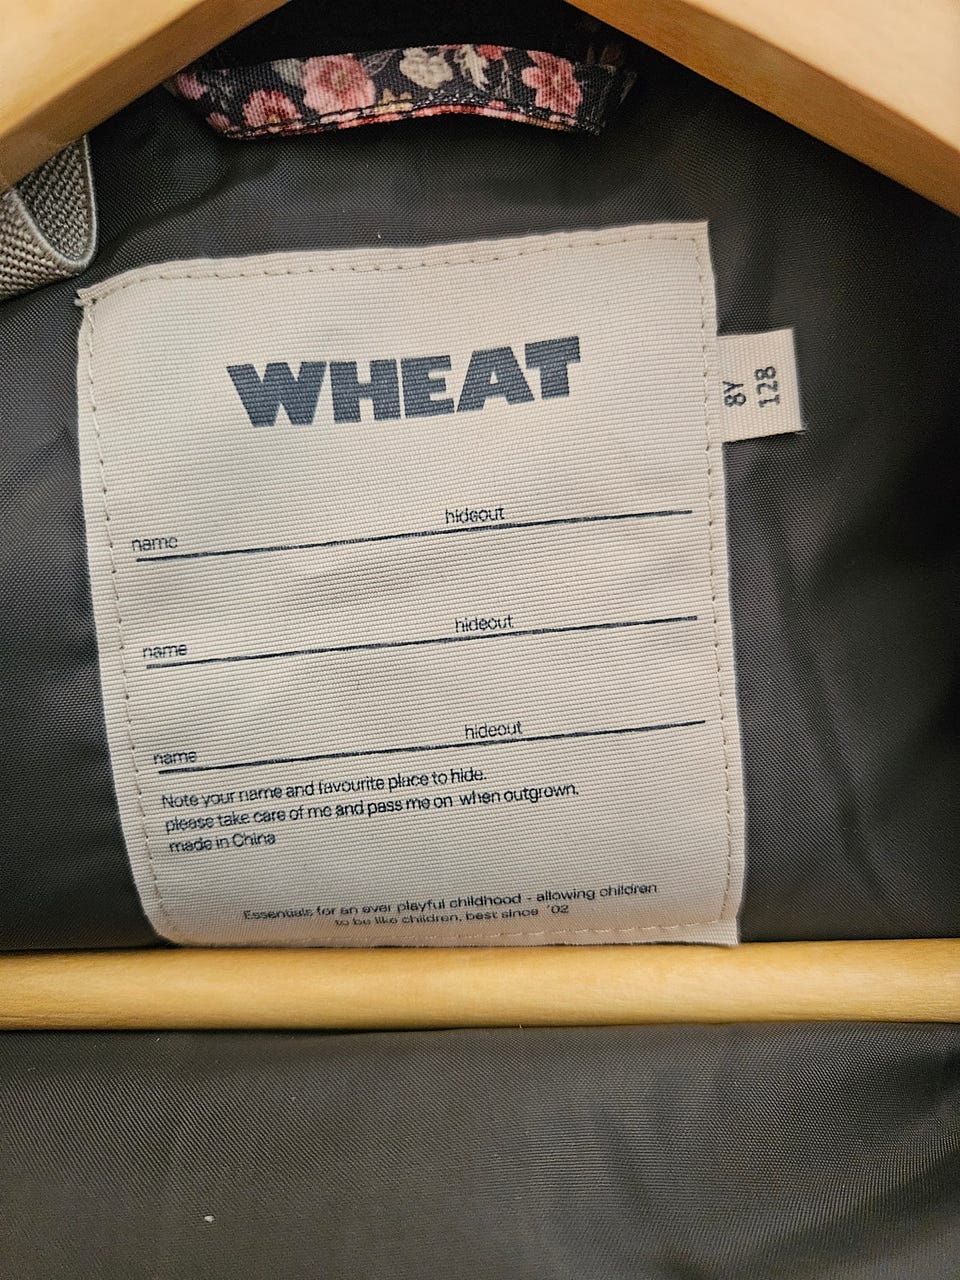 WHEAT
8Y
128
name hideout
name hideout
name hideout
Note your name and favourite place to hide.
please take care of me and pass me on when outgrown.
made in China
Essentials for an ever playful childhood - allowing children
to be like children, best since '02